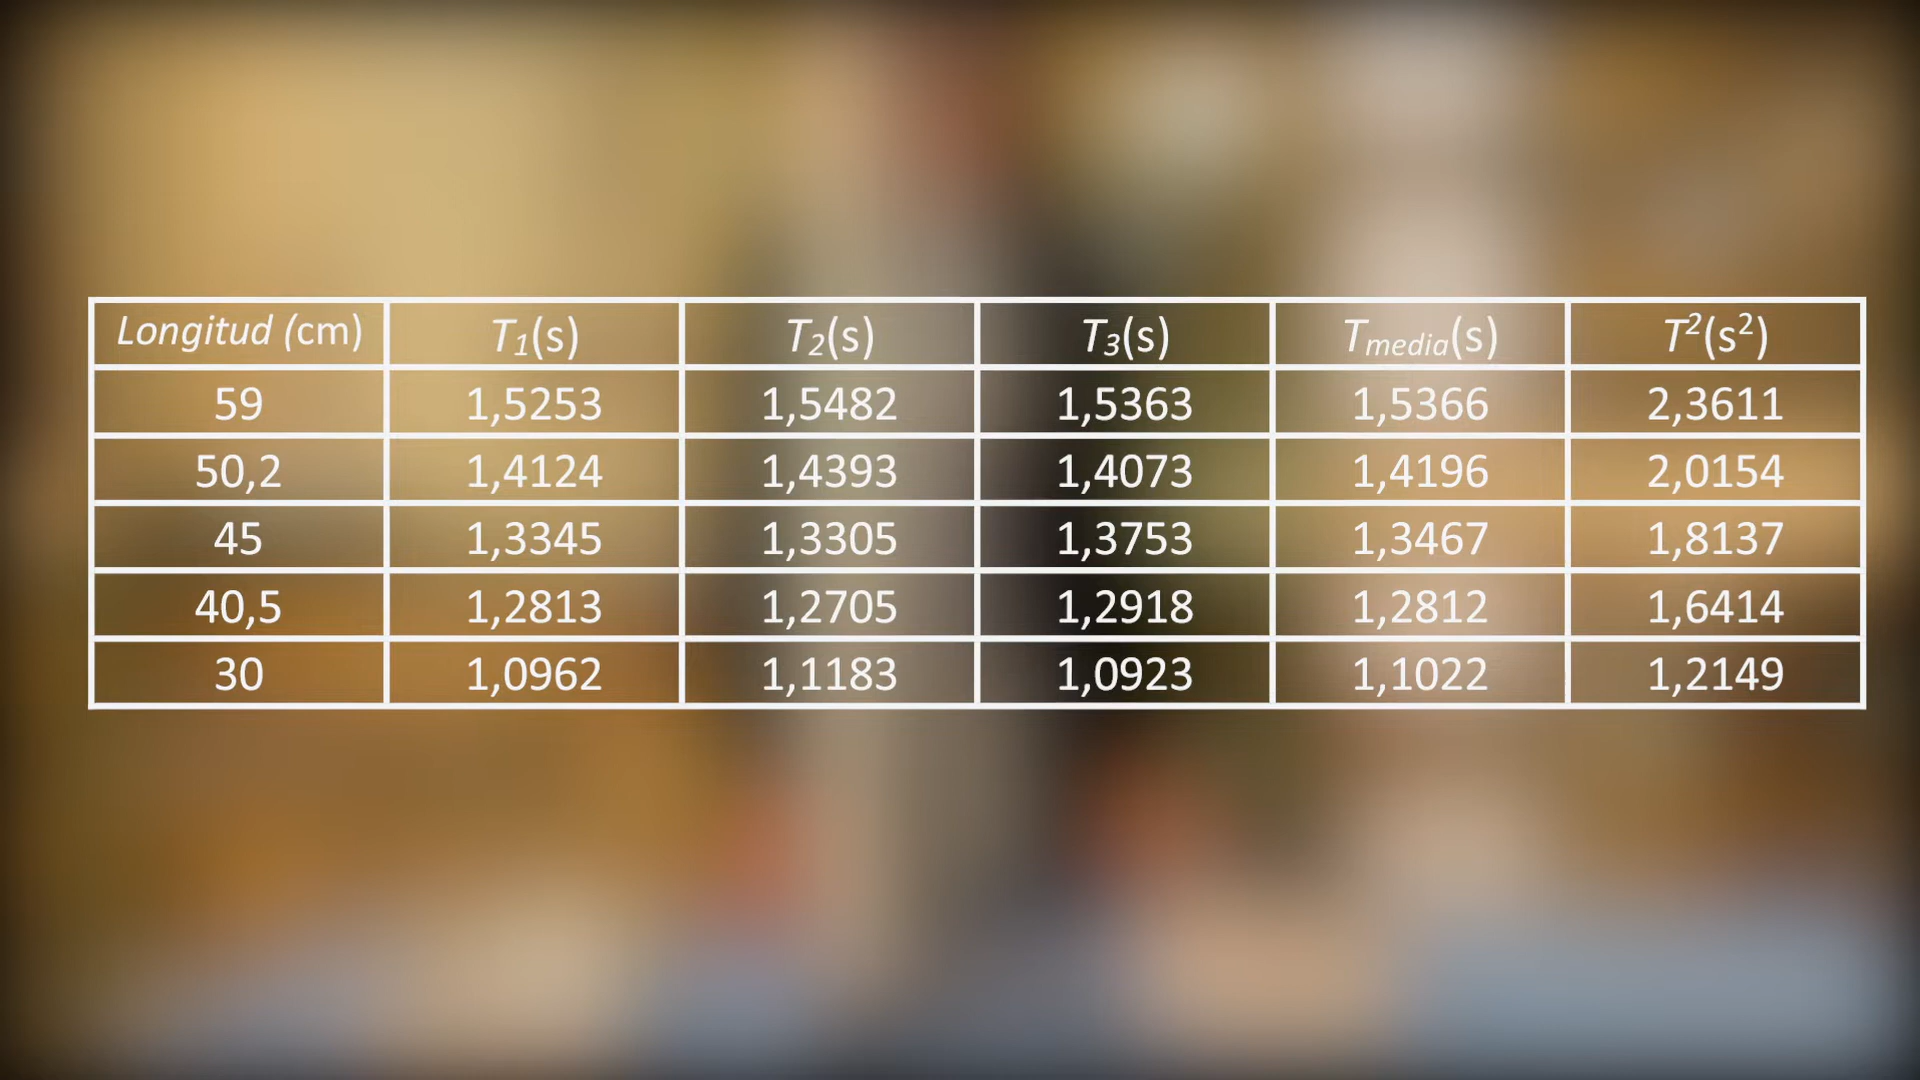 Longitud (cm) T1(s) T2(s) T3(s) Tmedia(s) T²(s²)
59 1,5253 1,5482 1,5363 1,5366 2,3611
50,2 1,4124 1,4393 1,4073 1,4196 2,0154
45 1,3345 1,3305 1,3753 1,3467 1,8137
40,5 1,2813 1,2705 1,2918 1,2812 1,6414
30 1,0962 1,1183 1,0923 1,1022 1,2149